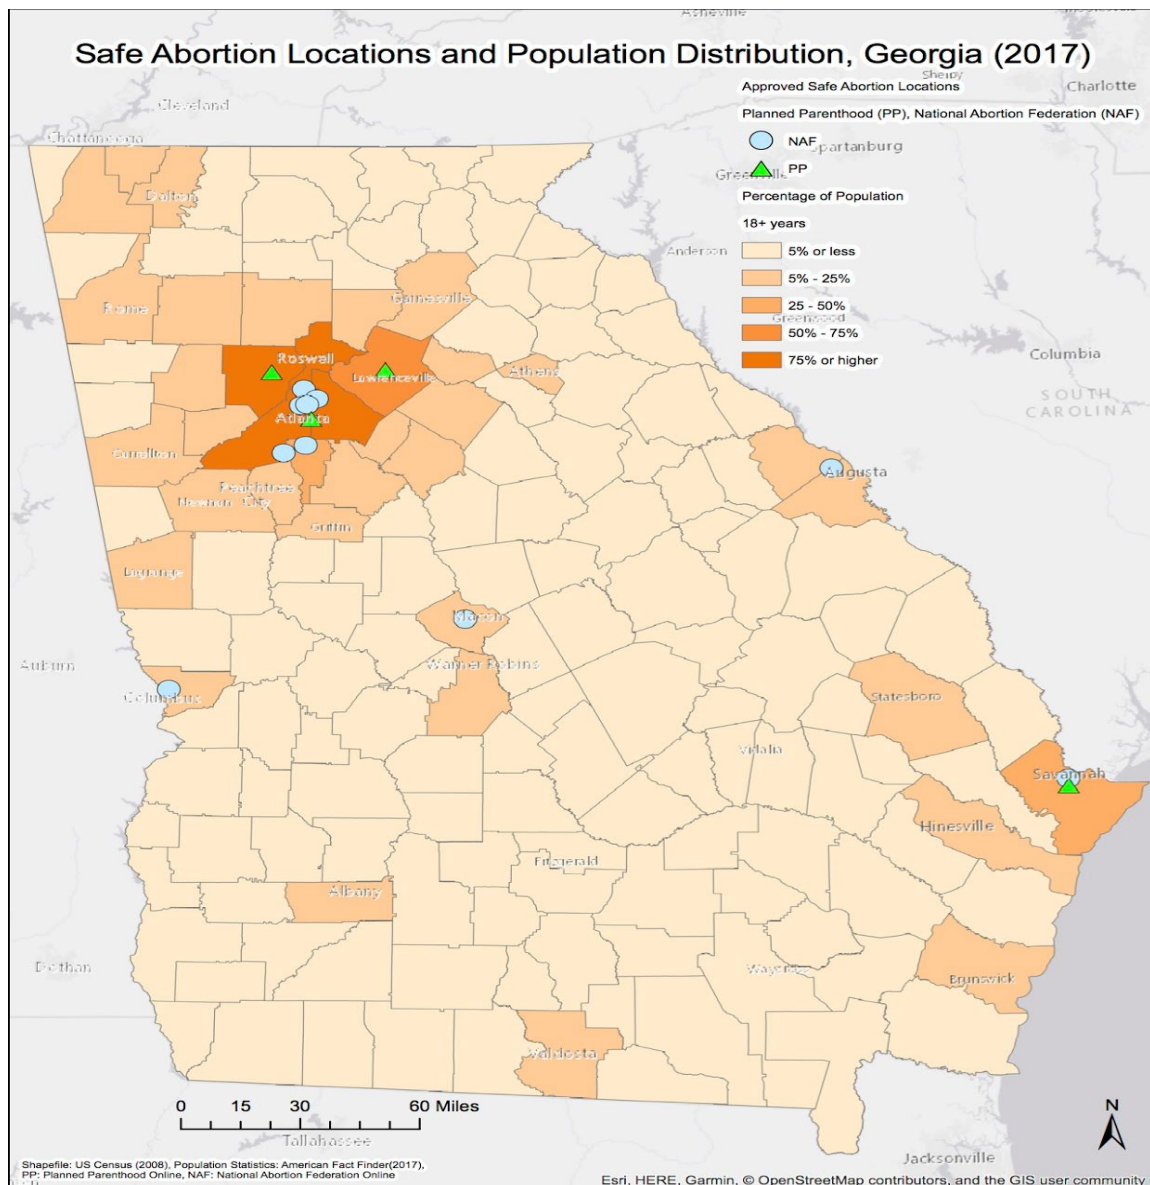 Asheville
Safe Abortion Locations and Population Distribution, Georgia (2017)
Shelby
Approved Safe Abortion Locations
Charlotte
Cleveland
Planned Parenthood (PP), National Abortion Federation (NAF)
Chattanooga
NAF
Spartanburg
Greenville
PP
Dalton
Percentage of Population
18+ years
Anderson
5% or less
5% - 25%
Gainesville
Rome
25 - 50%
Greenwood
50% - 75%
Roswell
75% or higher
Columbia
Lawrenceville
Athens
SOUTH
CAROLINA
Atlanta
Carrollton
Augusta
Peachtree
City
Newnan
Griffin
Lagrange
Macon
Auburn
Warner Robins
Columbus
Statesboro
Vidalia
Savannah
Hinesville
Fitzgerald
Albany
Dothan
Waycross
Brunswick
Valdosta
0 15 30 60 Miles
N
Tallahassee
Jacksonville
Shapefile: US Census (2008), Population Statistics: American Fact Finder(2017),
PP: Planned Parenthood Online, NAF: National Abortion Federation Online
Esri, HERE, Garmin, © OpenStreetMap contributors, and the GIS user community